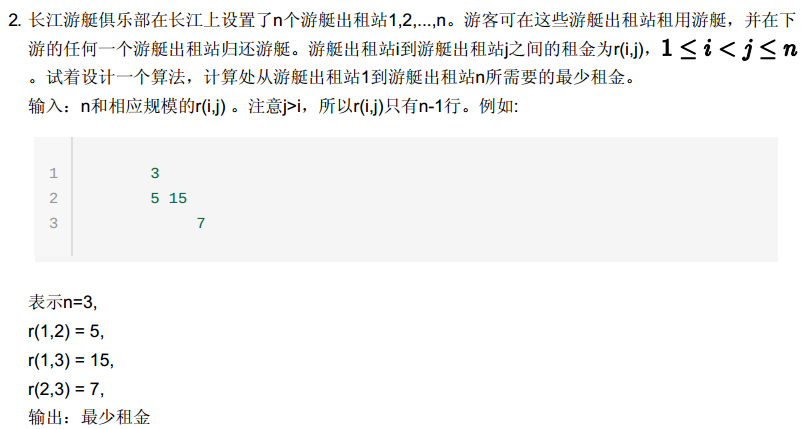 2. 长江游艇俱乐部在长江上设置了n个游艇出租站1,2,...,n。游客可在这些游艇出租站租用游艇，并在下
游的任何一个游艇出租站归还游艇。游艇出租站i到游艇出租站j之间的租金为r(i,j)，1 ≤ i < j ≤ n
。试着设计一个算法，计算处从游艇出租站1到游艇出租站n所需要的最少租金。
输入：n和相应规模的r(i,j) 。注意j>i，所以r(i,j)只有n-1行。例如:
1 3
2 5 15
3 7
表示n=3,
r(1,2) = 5,
r(1,3) = 15,
r(2,3) = 7,
输出：最少租金